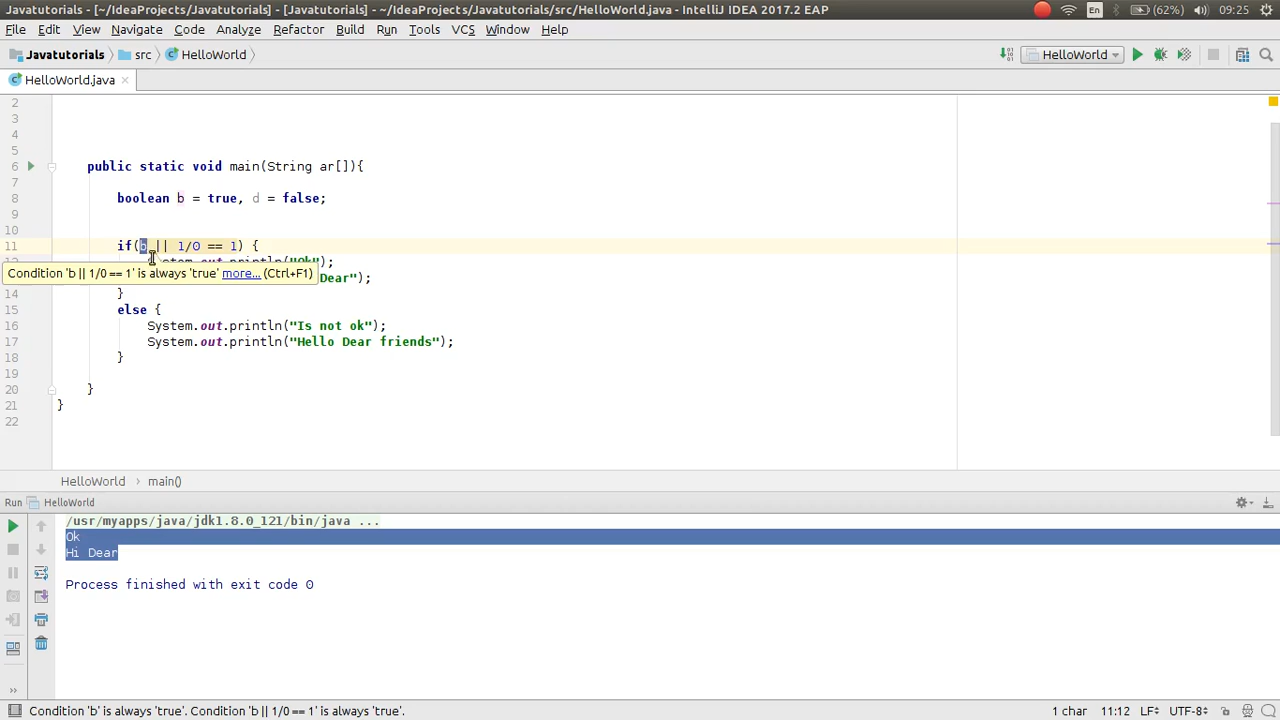 Javatutorials - [~/IdeaProjects/Javatutorials] - [Javatutorials] - ~/IdeaProjects/Javatutorials/src/HelloWorld.java - IntelliJ IDEA 2017.2 EAP En (62%) 09:25
File Edit View Navigate Code Analyze Refactor Build Run Tools VCS Window Help
Javatutorials src HelloWorld HelloWorld
HelloWorld.java
2
3
4
5
6 public static void main(String ar[]){
7
8 boolean b = true, d = false;
9
10
11 if(b || 1/0 == 1) {
Condition 'b || 1/0 == 1' is always 'true' more... (Ctrl+F1) Dear");
14 }
15 else {
16 System.out.println("Is not ok");
17 System.out.println("Hello Dear friends");
18 }
19
20 }
21 }
22
HelloWorld main()
Run HelloWorld
/usr/myapps/java/jdk1.8.0_121/bin/java ...
Ok
Hi Dear
Process finished with exit code 0
Condition 'b' is always 'true'. Condition 'b || 1/0 == 1' is always 'true'. 1 char 11:12 LF÷ UTF-8÷